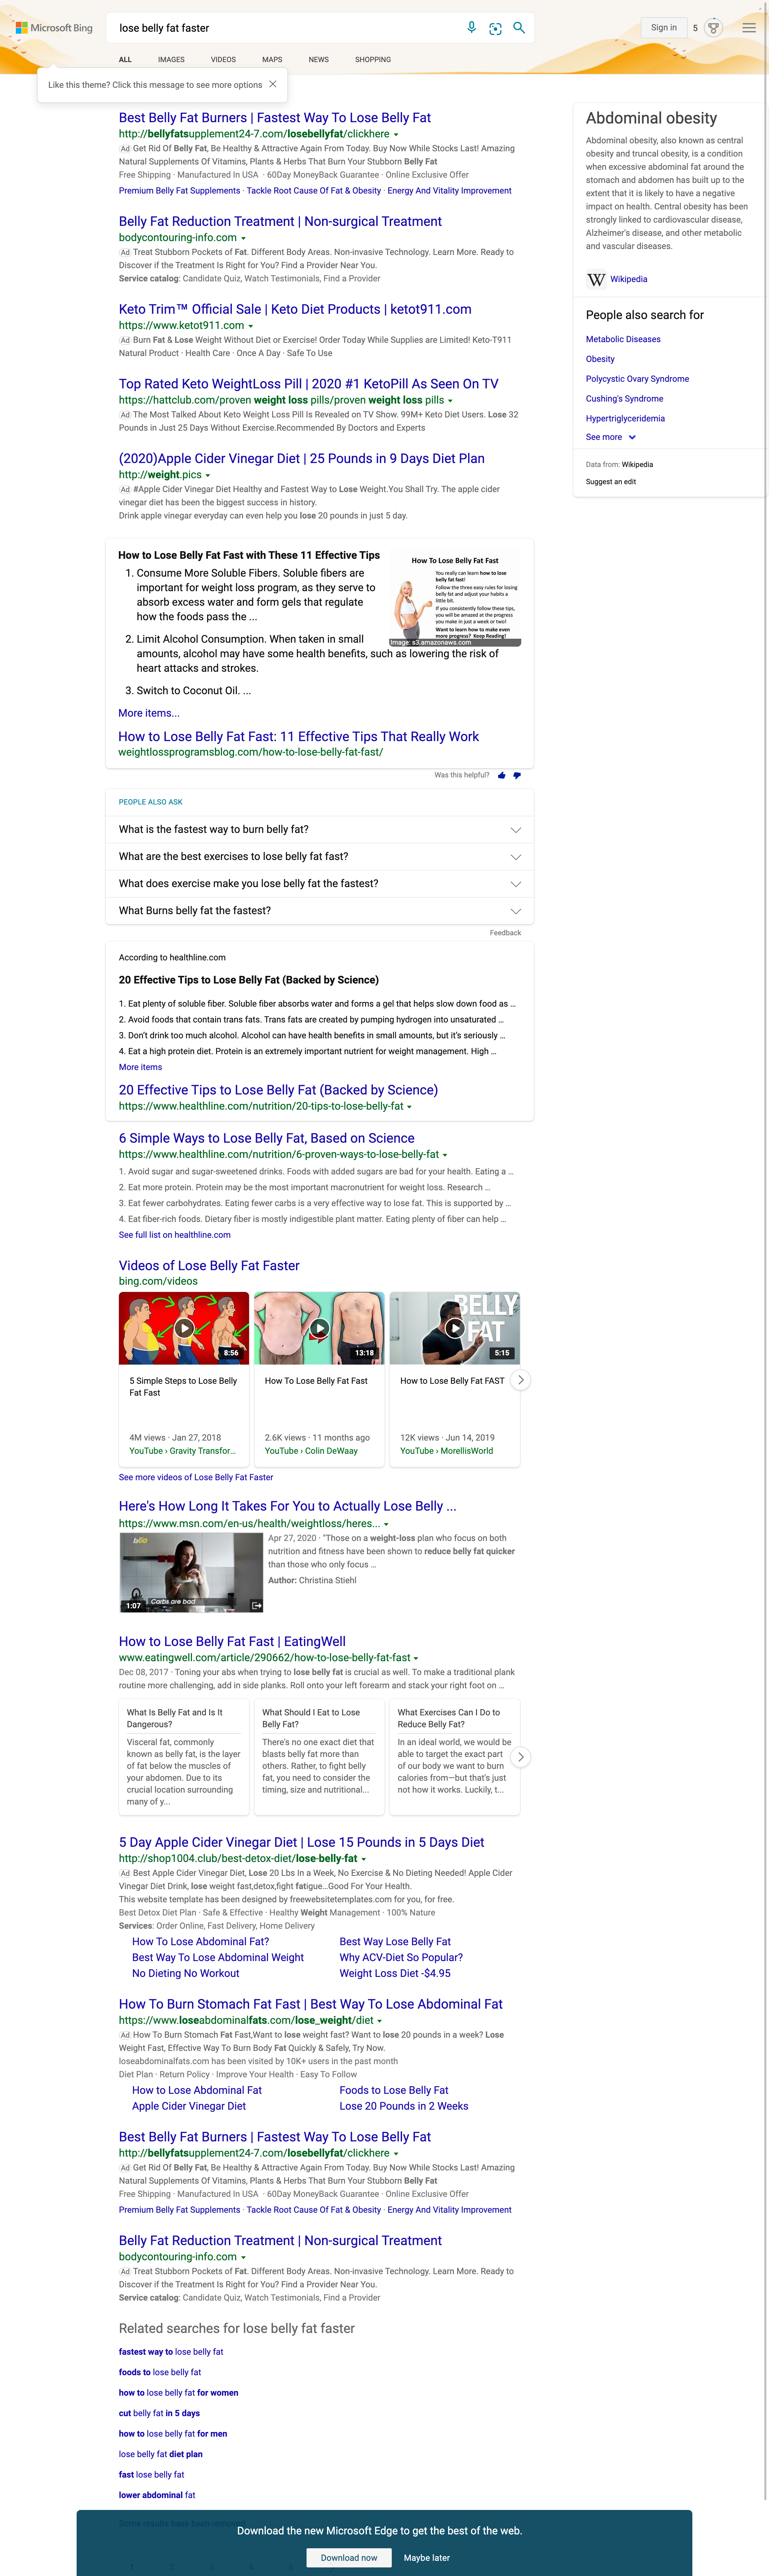 Microsoft Bing
lose belly fat faster
Sign in
5
ALL
IMAGES
VIDEOS
MAPS
NEWS
SHOPPING
Like this theme? Click this message to see more options
Best Belly Fat Burners | Fastest Way To Lose Belly Fat
http://bellyfatsupplement24-7.com/losebellyfat/clickhere
Ad Get Rid Of Belly Fat, Be Healthy & Attractive Again From Today. Buy Now While Stocks Last! Amazing
Natural Supplements Of Vitamins, Plants & Herbs That Burn Your Stubborn Belly Fat
Free Shipping · Manufactured In USA · 60Day MoneyBack Guarantee · Online Exclusive Offer
Premium Belly Fat Supplements · Tackle Root Cause Of Fat & Obesity · Energy And Vitality Improvement
Belly Fat Reduction Treatment | Non-surgical Treatment
bodycontouring-info.com
Ad Treat Stubborn Pockets of Fat. Different Body Areas. Non-invasive Technology. Learn More. Ready to
Discover if the Treatment Is Right for You? Find a Provider Near You.
Service catalog: Candidate Quiz, Watch Testimonials, Find a Provider
Keto Trim™ Official Sale | Keto Diet Products | ketot911.com
https://www.ketot911.com
Ad Burn Fat & Lose Weight Without Diet or Exercise! Order Today While Supplies are Limited! Keto-T911
Natural Product · Health Care · Once A Day · Safe To Use
Top Rated Keto WeightLoss Pill | 2020 #1 KetoPill As Seen On TV
https://hattclub.com/proven weight loss pills/proven weight loss pills
Ad The Most Talked About Keto Weight Loss Pill Is Revealed on TV Show. 99M+ Keto Diet Users. Lose 32
Pounds in Just 25 Days Without Exercise.Recommended By Doctors and Experts
(2020)Apple Cider Vinegar Diet | 25 Pounds in 9 Days Diet Plan
http://weight.pics
Ad #Apple Cider Vinegar Diet Healthy and Fastest Way to Lose Weight.You Shall Try. The apple cider
vinegar diet has been the biggest success in history.
Drink apple vinegar everyday can even help you lose 20 pounds in just 5 day.
Abdominal obesity
Abdominal obesity, also known as central
obesity and truncal obesity, is a condition
when excessive abdominal fat around the
stomach and abdomen has built up to the
extent that it is likely to have a negative
impact on health. Central obesity has been
strongly linked to cardiovascular disease,
Alzheimer's disease, and other metabolic
and vascular diseases.
W Wikipedia
People also search for
Metabolic Diseases
Obesity
Polycystic Ovary Syndrome
Cushing's Syndrome
Hypertriglyceridemia
See more
Data from: Wikipedia
Suggest an edit
How to Lose Belly Fat Fast with These 11 Effective Tips
1. Consume More Soluble Fibers. Soluble fibers are
important for weight loss program, as they serve to
absorb excess water and form gels that regulate
how the foods pass the ...
2. Limit Alcohol Consumption. When taken in small
amounts, alcohol may have some health benefits, such as lowering the risk of
heart attacks and strokes.
3. Switch to Coconut Oil. ...
How To Lose Belly Fat Fast
You really can learn how to lose
belly fat fast!
Follow the three easy rules for losing
belly fat and adjust your habits a
little bit.
If you consistently follow these tips,
you will be amazed at the progress
you make in just a week or two!
Want to learn how to make even
more progress? Keep Reading!
Image: s3.amazonaws.com
More items...
How to Lose Belly Fat Fast: 11 Effective Tips That Really Work
weightlossprogramsblog.com/how-to-lose-belly-fat-fast/
Was this helpful?
PEOPLE ALSO ASK
What is the fastest way to burn belly fat?
What are the best exercises to lose belly fat fast?
What does exercise make you lose belly fat the fastest?
What Burns belly fat the fastest?
Feedback
According to healthline.com
20 Effective Tips to Lose Belly Fat (Backed by Science)
1. Eat plenty of soluble fiber. Soluble fiber absorbs water and forms a gel that helps slow down food as ...
2. Avoid foods that contain trans fats. Trans fats are created by pumping hydrogen into unsaturated ...
3. Don't drink too much alcohol. Alcohol can have health benefits in small amounts, but it's seriously ...
4. Eat a high protein diet. Protein is an extremely important nutrient for weight management. High ...
More items
20 Effective Tips to Lose Belly Fat (Backed by Science)
https://www.healthline.com/nutrition/20-tips-to-lose-belly-fat
6 Simple Ways to Lose Belly Fat, Based on Science
https://www.healthline.com/nutrition/6-proven-ways-to-lose-belly-fat
1. Avoid sugar and sugar-sweetened drinks. Foods with added sugars are bad for your health. Eating a ...
2. Eat more protein. Protein may be the most important macronutrient for weight loss. Research ...
3. Eat fewer carbohydrates. Eating fewer carbs is a very effective way to lose fat. This is supported by ...
4. Eat fiber-rich foods. Dietary fiber is mostly indigestible plant matter. Eating plenty of fiber can help ...
See full list on healthline.com
Videos of Lose Belly Fat Faster
bing.com/videos
8:56
13:18
BELLY
FAT
5:15
5 Simple Steps to Lose Belly
Fat Fast
4M views · Jan 27, 2018
YouTube › Gravity Transfor...
How To Lose Belly Fat Fast
2.6K views · 11 months ago
YouTube › Colin DeWaay
How to Lose Belly Fat FAST
12K views · Jun 14, 2019
YouTube › MorellisWorld
See more videos of Lose Belly Fat Faster
Here's How Long It Takes For You to Actually Lose Belly ...
https://www.msn.com/en-us/health/weightloss/heres...
Carbs are bad
1:07
Apr 27, 2020 · "Those on a weight-loss plan who focus on both
nutrition and fitness have been shown to reduce belly fat quicker
than those who only focus ...
Author: Christina Stiehl
How to Lose Belly Fat Fast | EatingWell
www.eatingwell.com/article/290662/how-to-lose-belly-fat-fast
Dec 08, 2017 · Toning your abs when trying to lose belly fat is crucial as well. To make a traditional plank
routine more challenging, add in side planks. Roll onto your left forearm and stack your right foot on ...
What Is Belly Fat and Is It
Dangerous?
Visceral fat, commonly
known as belly fat, is the layer
of fat below the muscles of
your abdomen. Due to its
crucial location surrounding
many of y...
What Should I Eat to Lose
Belly Fat?
There's no one exact diet that
blasts belly fat more than
others. Rather, to fight belly
fat, you need to consider the
timing, size and nutritional...
What Exercises Can I Do to
Reduce Belly Fat?
In an ideal world, we would be
able to target the exact part
of our body we want to burn
calories from—but that's just
not how it works. Luckily, t...
5 Day Apple Cider Vinegar Diet | Lose 15 Pounds in 5 Days Diet
http://shop1004.club/best-detox-diet/lose-belly-fat
Ad Best Apple Cider Vinegar Diet, Lose 20 Lbs In a Week, No Exercise & No Dieting Needed! Apple Cider
Vinegar Diet Drink, lose weight fast,detox,fight fatigue...Good For Your Health.
This website template has been designed by freewebsitetemplates.com for you, for free.
Best Detox Diet Plan · Safe & Effective · Healthy Weight Management · 100% Nature
Services: Order Online, Fast Delivery, Home Delivery
How To Lose Abdominal Fat?
Best Way Lose Belly Fat
Best Way To Lose Abdominal Weight
Why ACV-Diet So Popular?
No Dieting No Workout
Weight Loss Diet -$4.95
How To Burn Stomach Fat Fast | Best Way To Lose Abdominal Fat
https://www.loseabdominalfats.com/lose_weight/diet
Ad How To Burn Stomach Fat Fast,Want to lose weight fast? Want to lose 20 pounds in a week? Lose
Weight Fast, Effective Way To Burn Body Fat Quickly & Safely, Try Now.
loseabdominalfats.com has been visited by 10K+ users in the past month
Diet Plan · Return Policy · Improve Your Health · Easy To Follow
How to Lose Abdominal Fat
Foods to Lose Belly Fat
Apple Cider Vinegar Diet
Lose 20 Pounds in 2 Weeks
Best Belly Fat Burners | Fastest Way To Lose Belly Fat
http://bellyfatsupplement24-7.com/losebellyfat/clickhere
Ad Get Rid Of Belly Fat, Be Healthy & Attractive Again From Today. Buy Now While Stocks Last! Amazing
Natural Supplements Of Vitamins, Plants & Herbs That Burn Your Stubborn Belly Fat
Free Shipping · Manufactured In USA · 60Day MoneyBack Guarantee · Online Exclusive Offer
Premium Belly Fat Supplements · Tackle Root Cause Of Fat & Obesity · Energy And Vitality Improvement
Belly Fat Reduction Treatment | Non-surgical Treatment
bodycontouring-info.com
Ad Treat Stubborn Pockets of Fat. Different Body Areas. Non-invasive Technology. Learn More. Ready to
Discover if the Treatment Is Right for You? Find a Provider Near You.
Service catalog: Candidate Quiz, Watch Testimonials, Find a Provider
Related searches for lose belly fat faster
fastest way to lose belly fat
foods to lose belly fat
how to lose belly fat for women
cut belly fat in 5 days
how to lose belly fat for men
lose belly fat diet plan
fast lose belly fat
lower abdominal fat
Some results have been removed
Download the new Microsoft Edge to get the best of the web.
Download now
Maybe later